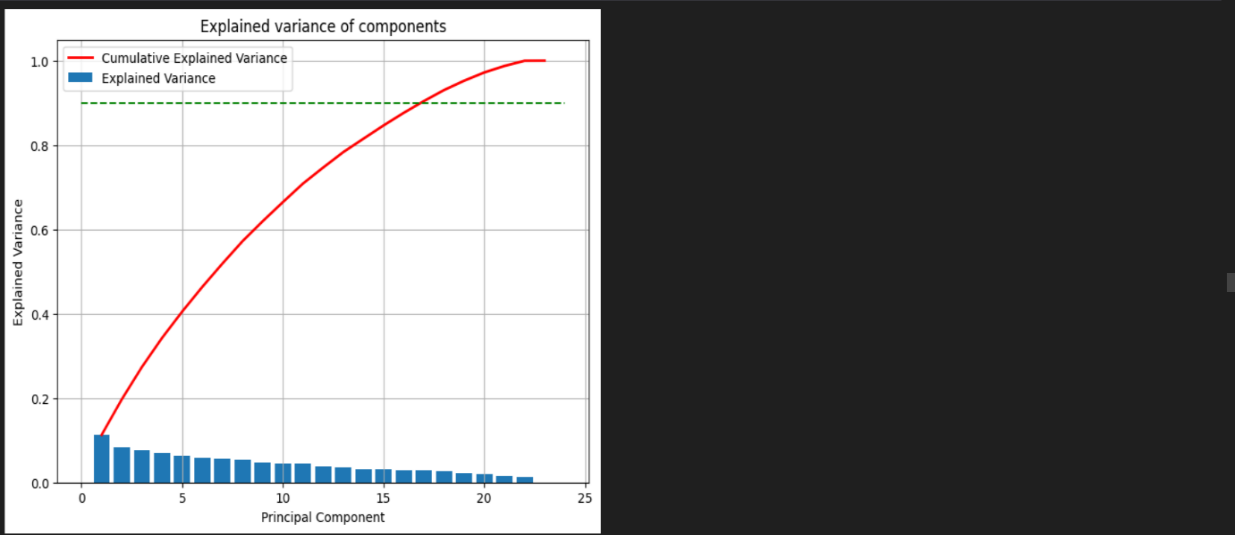 Explained variance of components
Cumulative Explained Variance
Explained Variance
1.0
0.8
0.6
0.4
0.2
0.0
Explained Variance
0 5 10 15 20 25
Principal Component